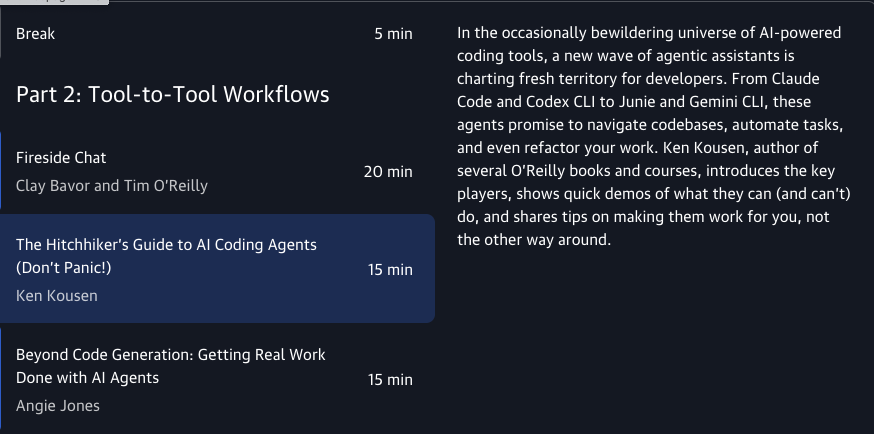 Break
5 min
Part 2: Tool-to-Tool Workflows
Fireside Chat
Clay Bavor and Tim O’Reilly
20 min
The Hitchhiker’s Guide to AI Coding Agents
(Don’t Panic!)
Ken Kousen
15 min
Beyond Code Generation: Getting Real Work
Done with AI Agents
Angie Jones
15 min
In the occasionally bewildering universe of AI-powered
coding tools, a new wave of agentic assistants is
charting fresh territory for developers. From Claude
Code and Codex CLI to Junie and Gemini CLI, these
agents promise to navigate codebases, automate tasks,
and even refactor your work. Ken Kousen, author of
several O’Reilly books and courses, introduces the key
players, shows quick demos of what they can (and can’t)
do, and shares tips on making them work for you, not
the other way around.